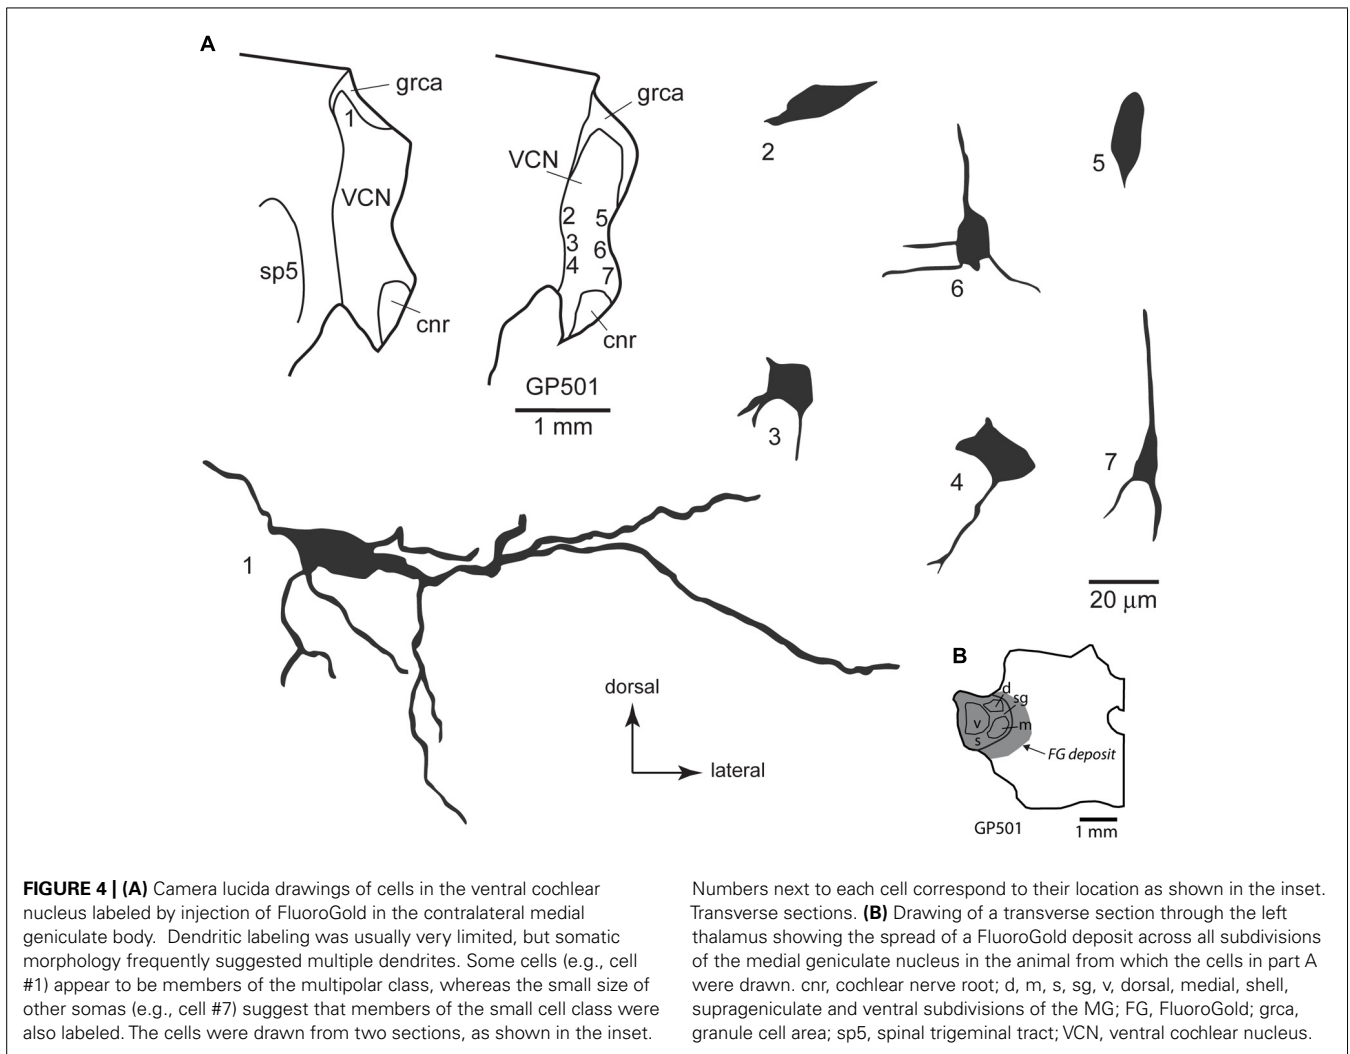 A
grca
1
VCN
sp5
cnr
grca
VCN
2 5
3 6
4 7
cnr
GP501
1 mm
2
5
6
3
4
7
20 μm
1
dorsal
lateral
B
d
sg
v
m
s
FG deposit
GP501
1 mm
FIGURE 4 | (A) Camera lucida drawings of cells in the ventral cochlear
nucleus labeled by injection of FluoroGold in the contralateral medial
geniculate body. Dendritic labeling was usually very limited, but somatic
morphology frequently suggested multiple dendrites. Some cells (e.g., cell
#1) appear to be members of the multipolar class, whereas the small size of
other somas (e.g., cell #7) suggest that members of the small cell class were
also labeled. The cells were drawn from two sections, as shown in the inset.
Numbers next to each cell correspond to their location as shown in the inset.
Transverse sections. (B) Drawing of a transverse section through the left
thalamus showing the spread of a FluoroGold deposit across all subdivisions
of the medial geniculate nucleus in the animal from which the cells in part A
were drawn. cnr, cochlear nerve root; d, m, s, sg, v, dorsal, medial, shell,
suprageniculate and ventral subdivisions of the MG; FG, FluoroGold; grca,
granule cell area; sp5, spinal trigeminal tract; VCN, ventral cochlear nucleus.